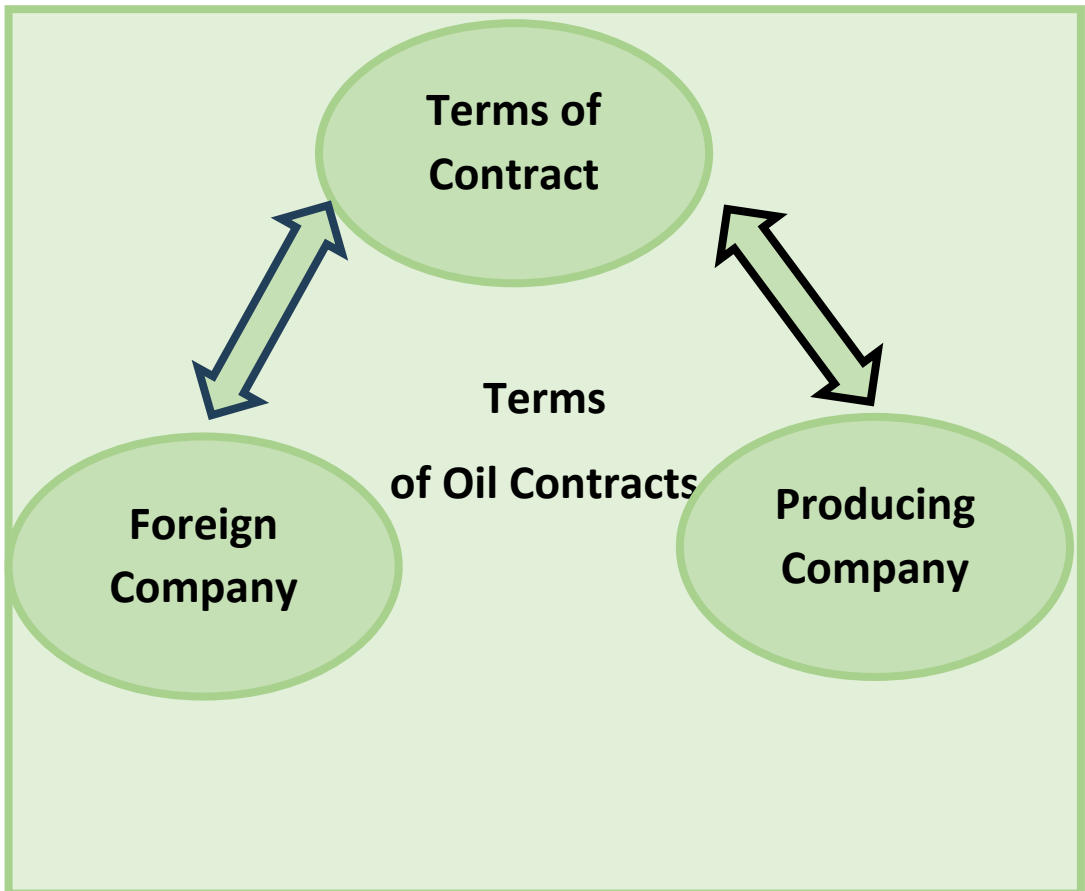 Terms of
Contract
Terms
of Oil Contracts
Foreign
Company
Producing
Company